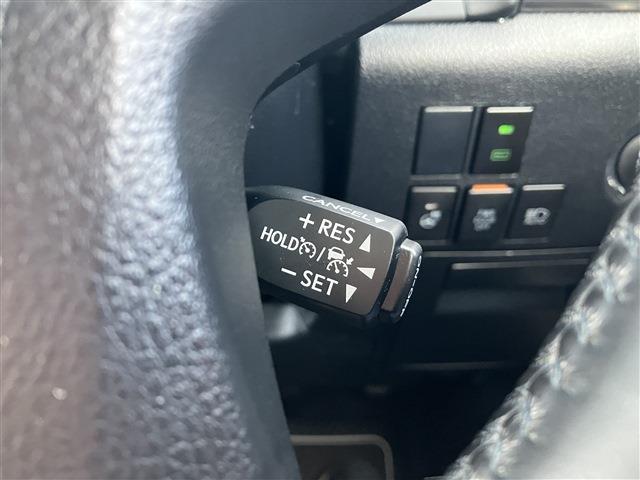 CANCEL▼
+ RES ▲
HOLD /
− SET ▼